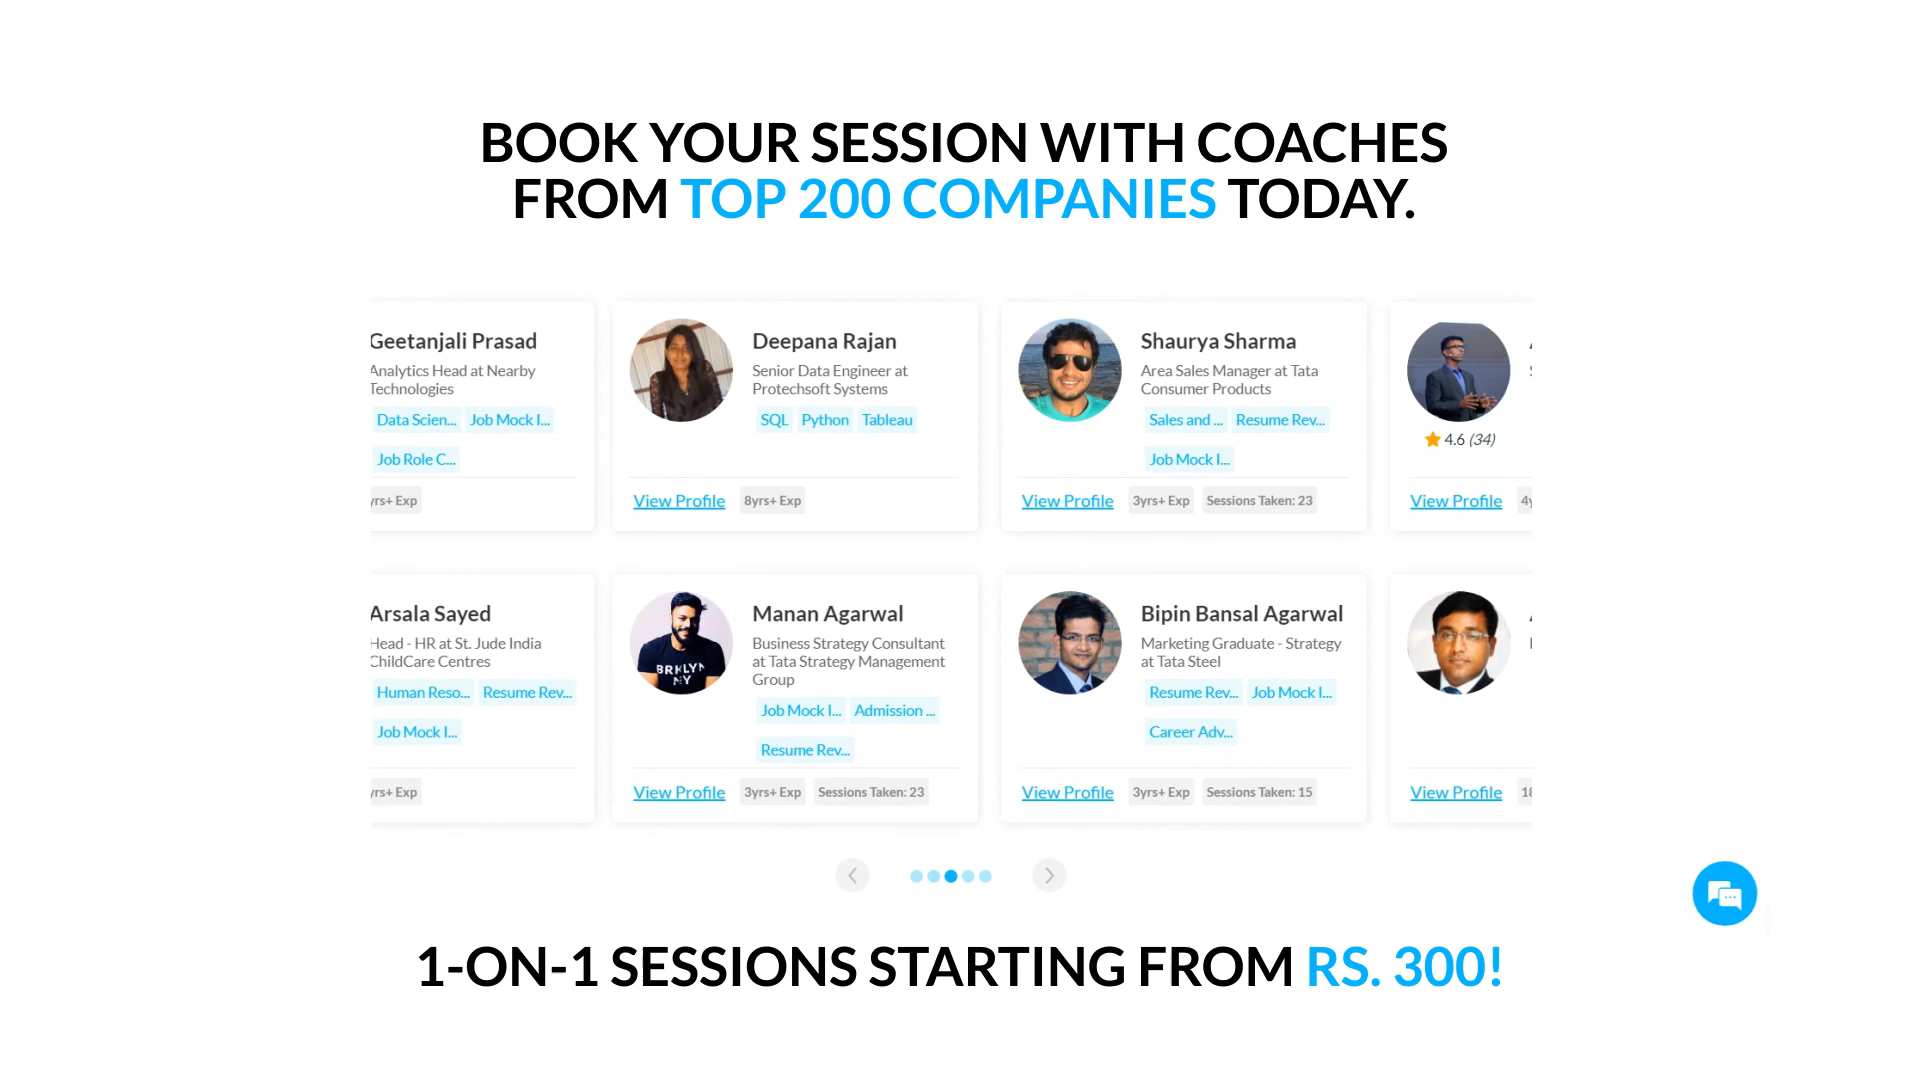 BOOK YOUR SESSION WITH COACHES
FROM TOP 200 COMPANIES TODAY.
Geetanjali Prasad
Analytics Head at Nearby
Technologies
Data Scien... Job Mock I...
Job Role C...
yrs+ Exp
Deepana Rajan
Senior Data Engineer at
Protechsoft Systems
SQL Python Tableau
View Profile 8yrs+ Exp
Shaurya Sharma
Area Sales Manager at Tata
Consumer Products
Sales and ... Resume Rev...
Job Mock I...
View Profile 3yrs+ Exp Sessions Taken: 23
4.6 (34)
View Profile 4y
Arsala Sayed
Head - HR at St. Jude India
ChildCare Centres
Human Reso... Resume Rev...
Job Mock I...
yrs+ Exp
Manan Agarwal
Business Strategy Consultant
at Tata Strategy Management
Group
Job Mock I... Admission ...
Resume Rev...
View Profile 3yrs+ Exp Sessions Taken: 23
BRKLYN
NY
Bipin Bansal Agarwal
Marketing Graduate - Strategy
at Tata Steel
Resume Rev... Job Mock I...
Career Adv...
View Profile 3yrs+ Exp Sessions Taken: 15
View Profile 18
1-ON-1 SESSIONS STARTING FROM RS. 300!